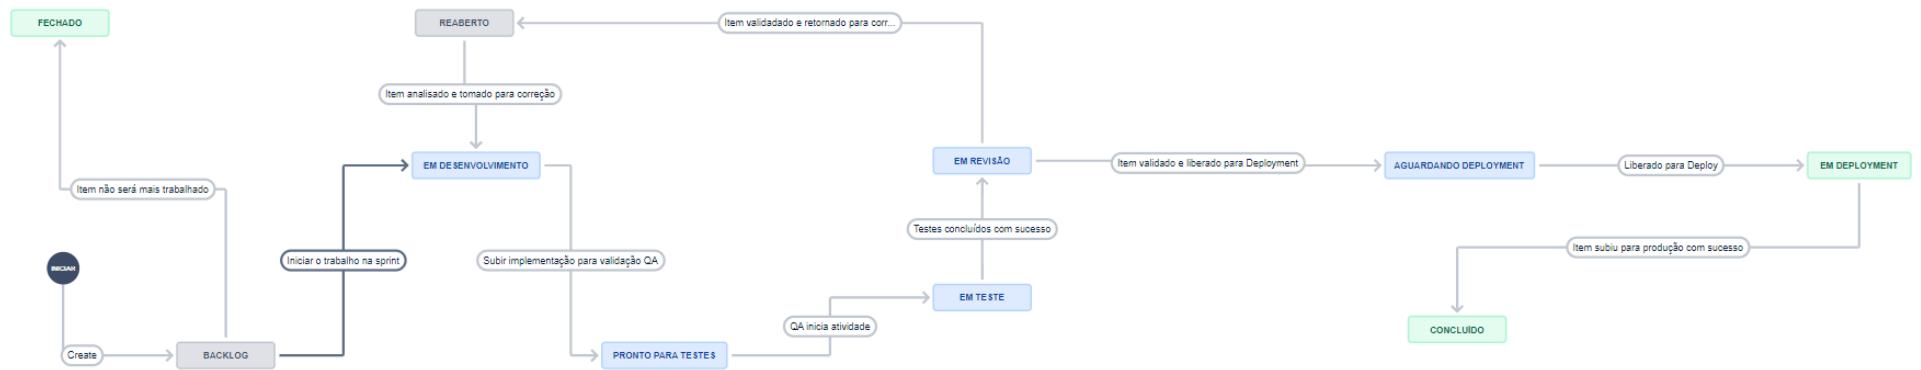 FECHADO
REABERTO
Item validadado e retornado para corr...
Item analisado e tomado para correção
EM DESENVOLVIMENTO
EM REVISÃO
Item validado e liberado para Deployment
AGUARDANDO DEPLOYMENT
Liberado para Deploy
EM DEPLOYMENT
Item não será mais trabalhado
Testes concluídos com sucesso
Item subiu para produção com sucesso
INICIAR
Iniciar o trabalho na sprint
Subir implementação para validação QA
EM TESTE
QA inicia atividade
CONCLUÍDO
Create
BACKLOG
PRONTO PARA TESTES